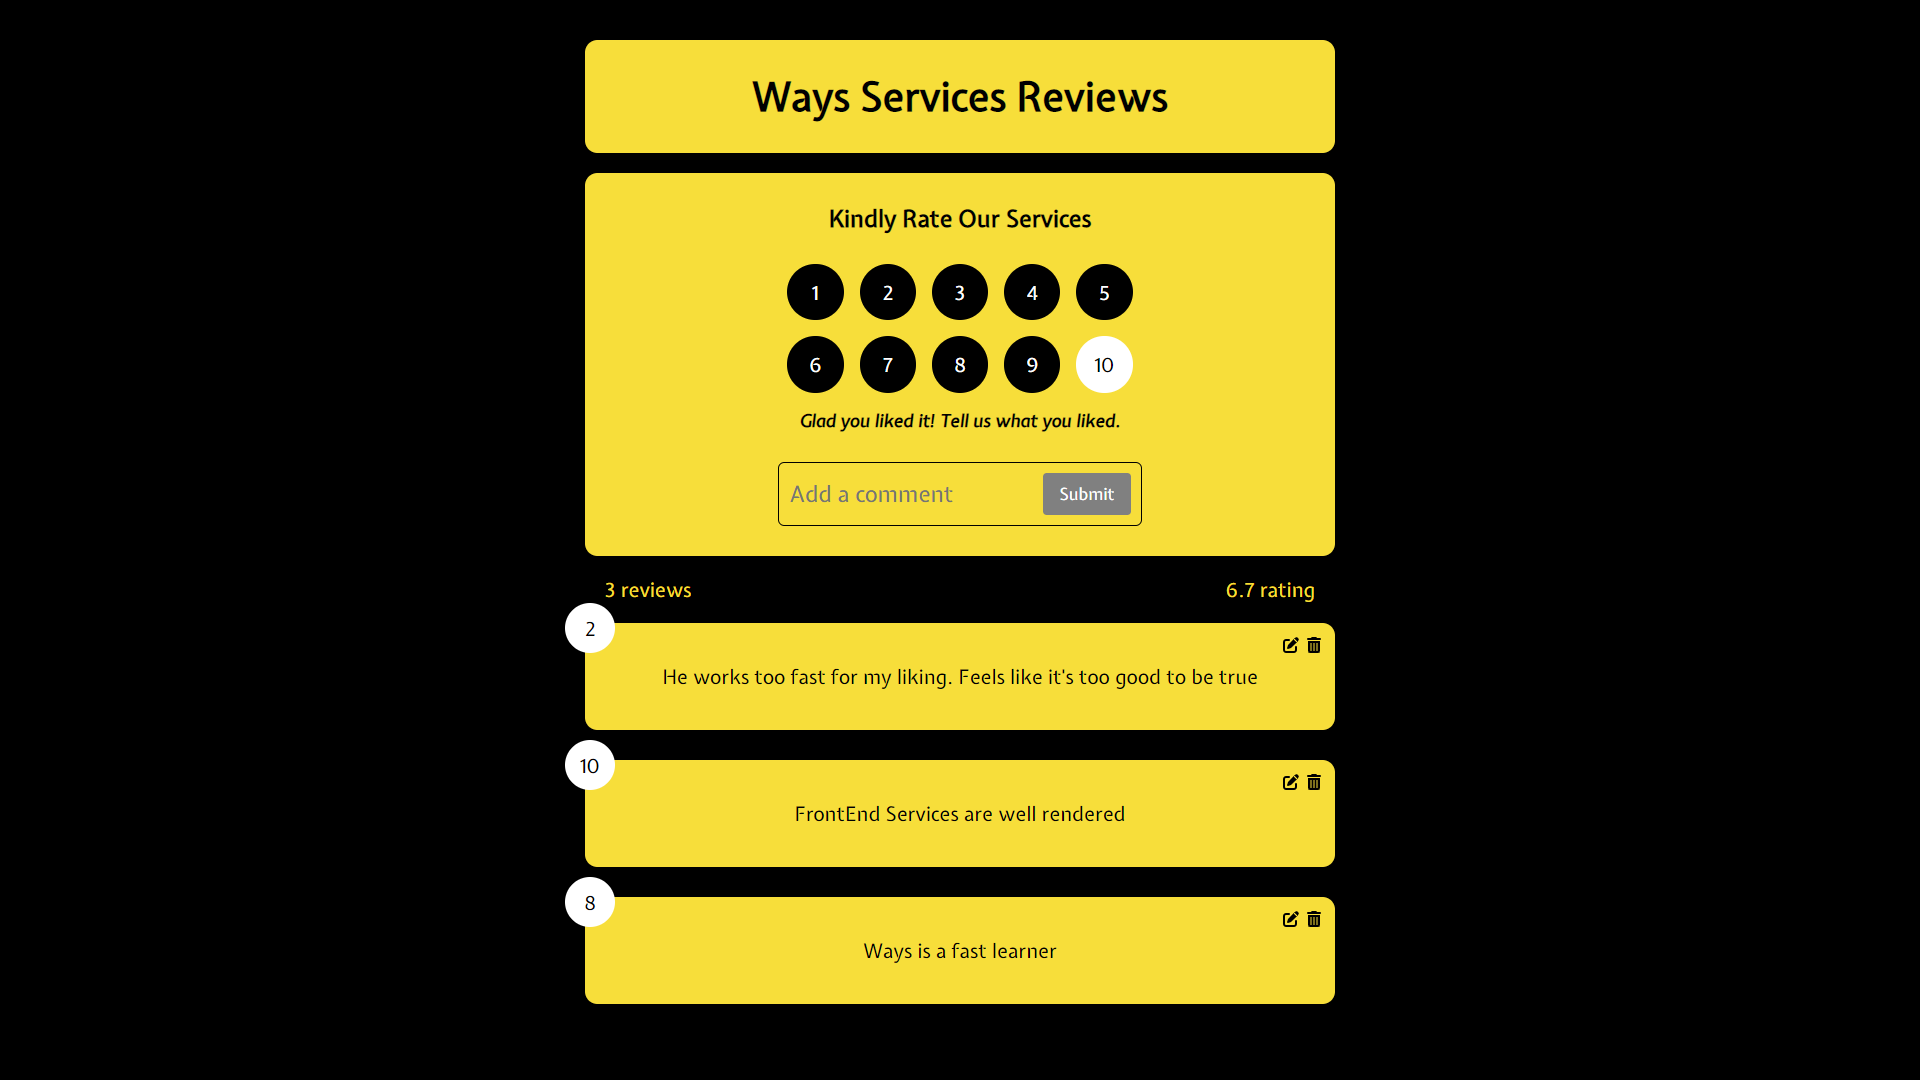 Ways Services Reviews
Kindly Rate Our Services
1 2 3 4 5
6 7 8 9 10
Glad you liked it! Tell us what you liked.
Add a comment Submit
3 reviews 6.7 rating
2
He works too fast for my liking. Feels like it's too good to be true
10
FrontEnd Services are well rendered
8
Ways is a fast learner